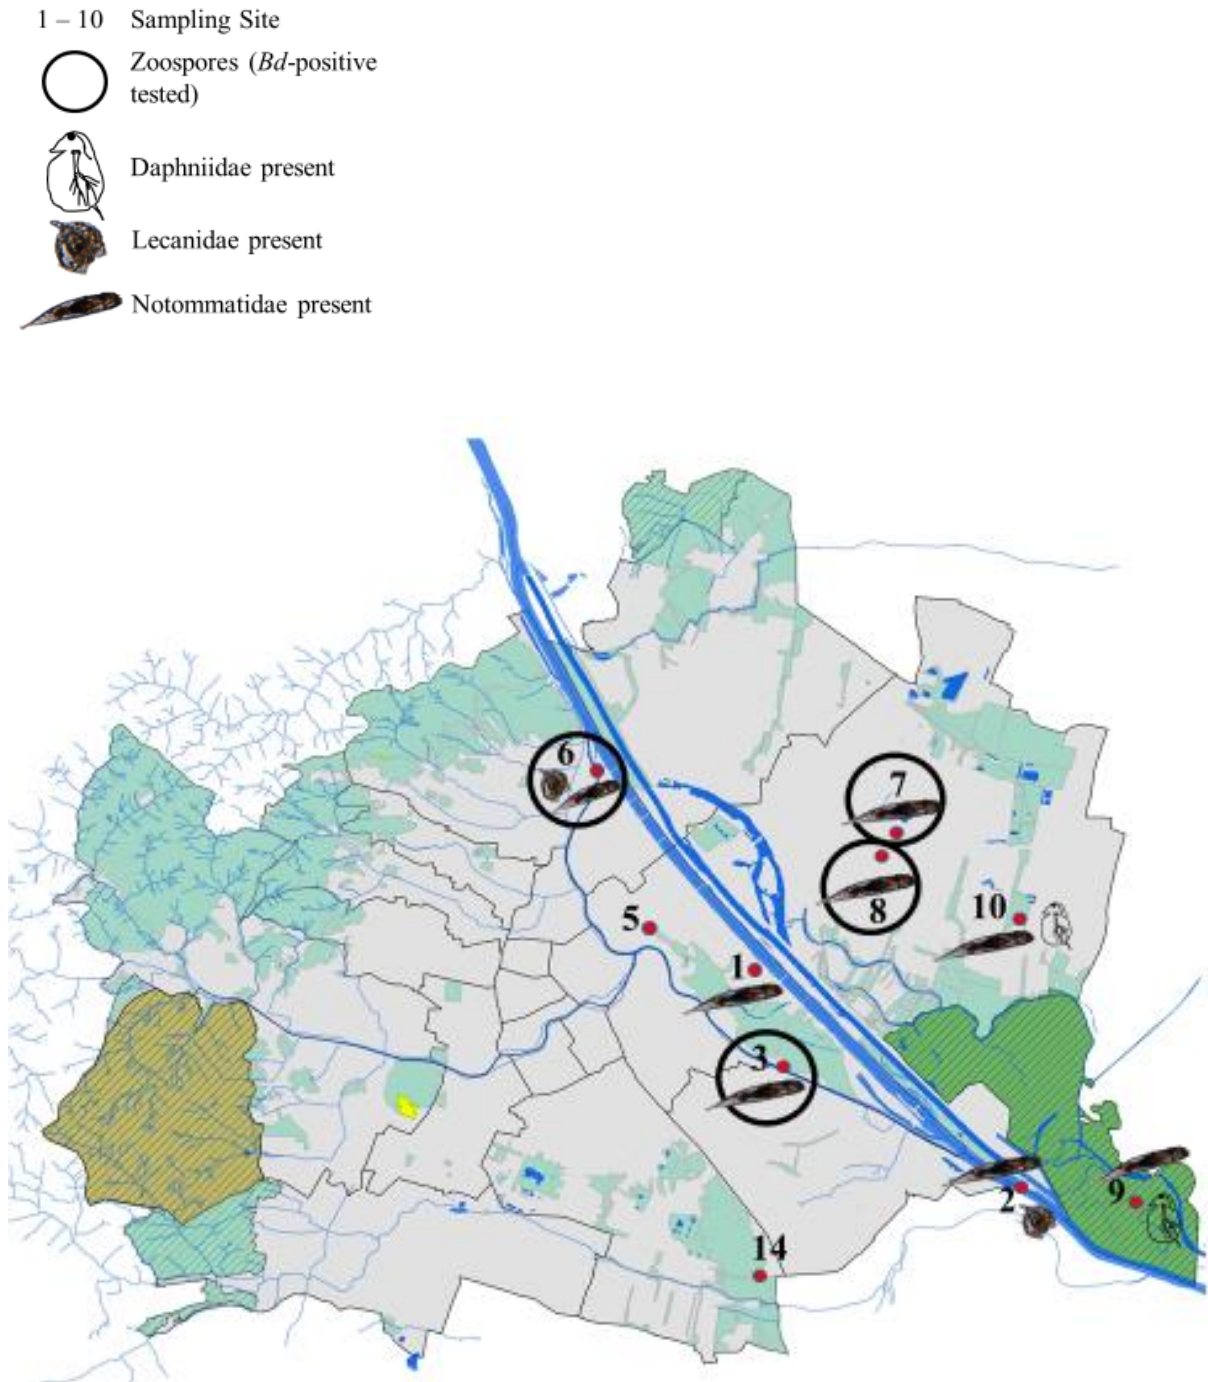 1 – 10 Sampling Site
Zoospores (Bd-positive
tested)
Daphniidae present
Lecanidae present
Notommatidae present
6
7
8
5
10
1
3
2
9
14